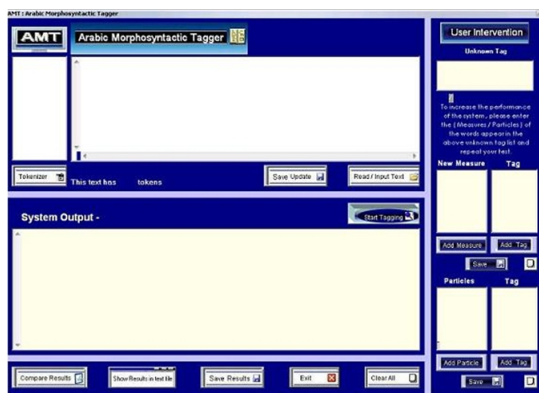 AMT : Arabic Morphosyntactic Tagger
AMT
Arabic Morphosyntactic Tagger
Tokenizer
This text has tokens
Save Update
Read / Input Text
System Output -
Start Tagging
Compare Results
Show Results in text file
Save Results
Exit
Clear All
User Intervention
Unknown Tag
To increase the performance
of the system, please enter
the ( Measures / Particles ) of
the words appear in the
above unknown tag list and
repeat your test.
New Measure Tag
Add Measure Add Tag
Save
Particles Tag
Add Particle Add Tag
Save